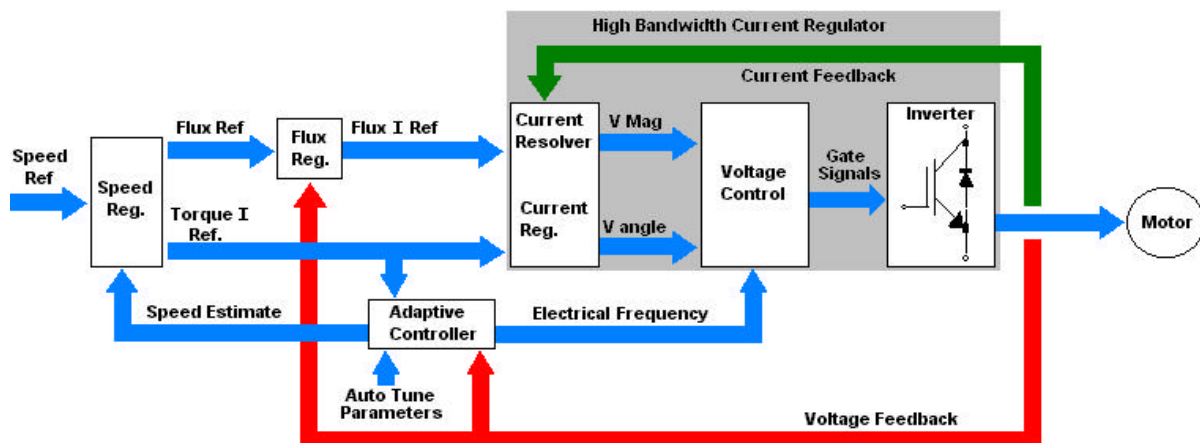 High Bandwidth Current Regulator
Current Feedback
Inverter
Flux Ref
Flux I Ref
Flux
Reg.
Current
Resolver
V Mag
Speed
Ref
Speed
Reg.
Voltage
Control
Gate
Signals
Torque I
Ref.
Current
Reg.
V angle
Motor
Speed Estimate
Adaptive
Controller
Electrical Frequency
Auto Tune
Parameters
Voltage Feedback